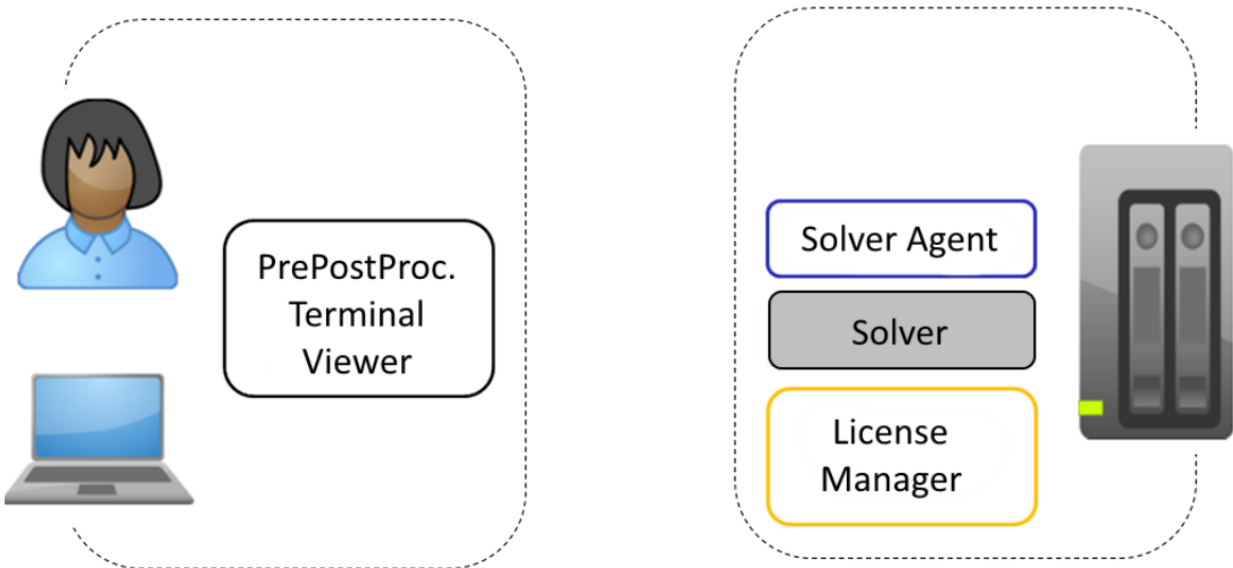 PrePostProc.
Terminal
Viewer
Solver Agent
Solver
License
Manager